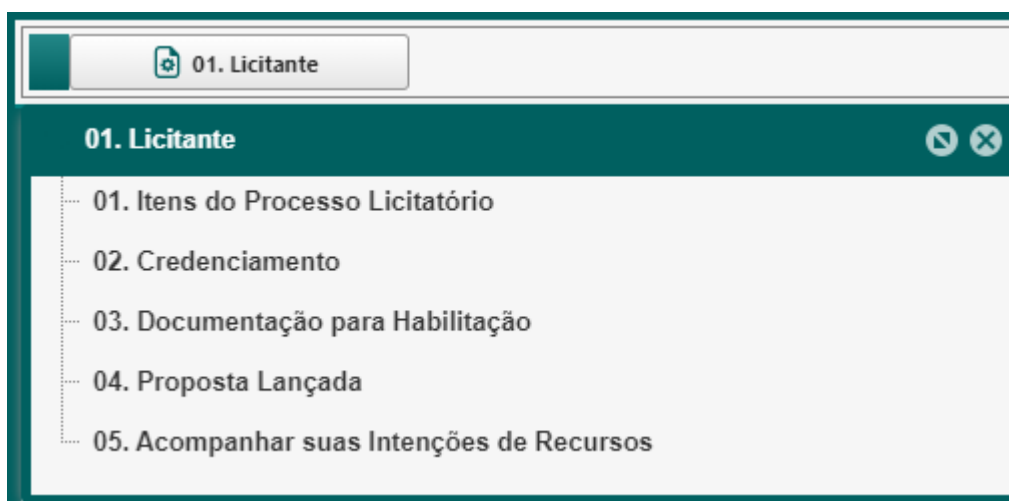 01. Licitante
01. Licitante
01. Itens do Processo Licitatório
02. Credenciamento
03. Documentação para Habilitação
04. Proposta Lançada
05. Acompanhar suas Intenções de Recursos